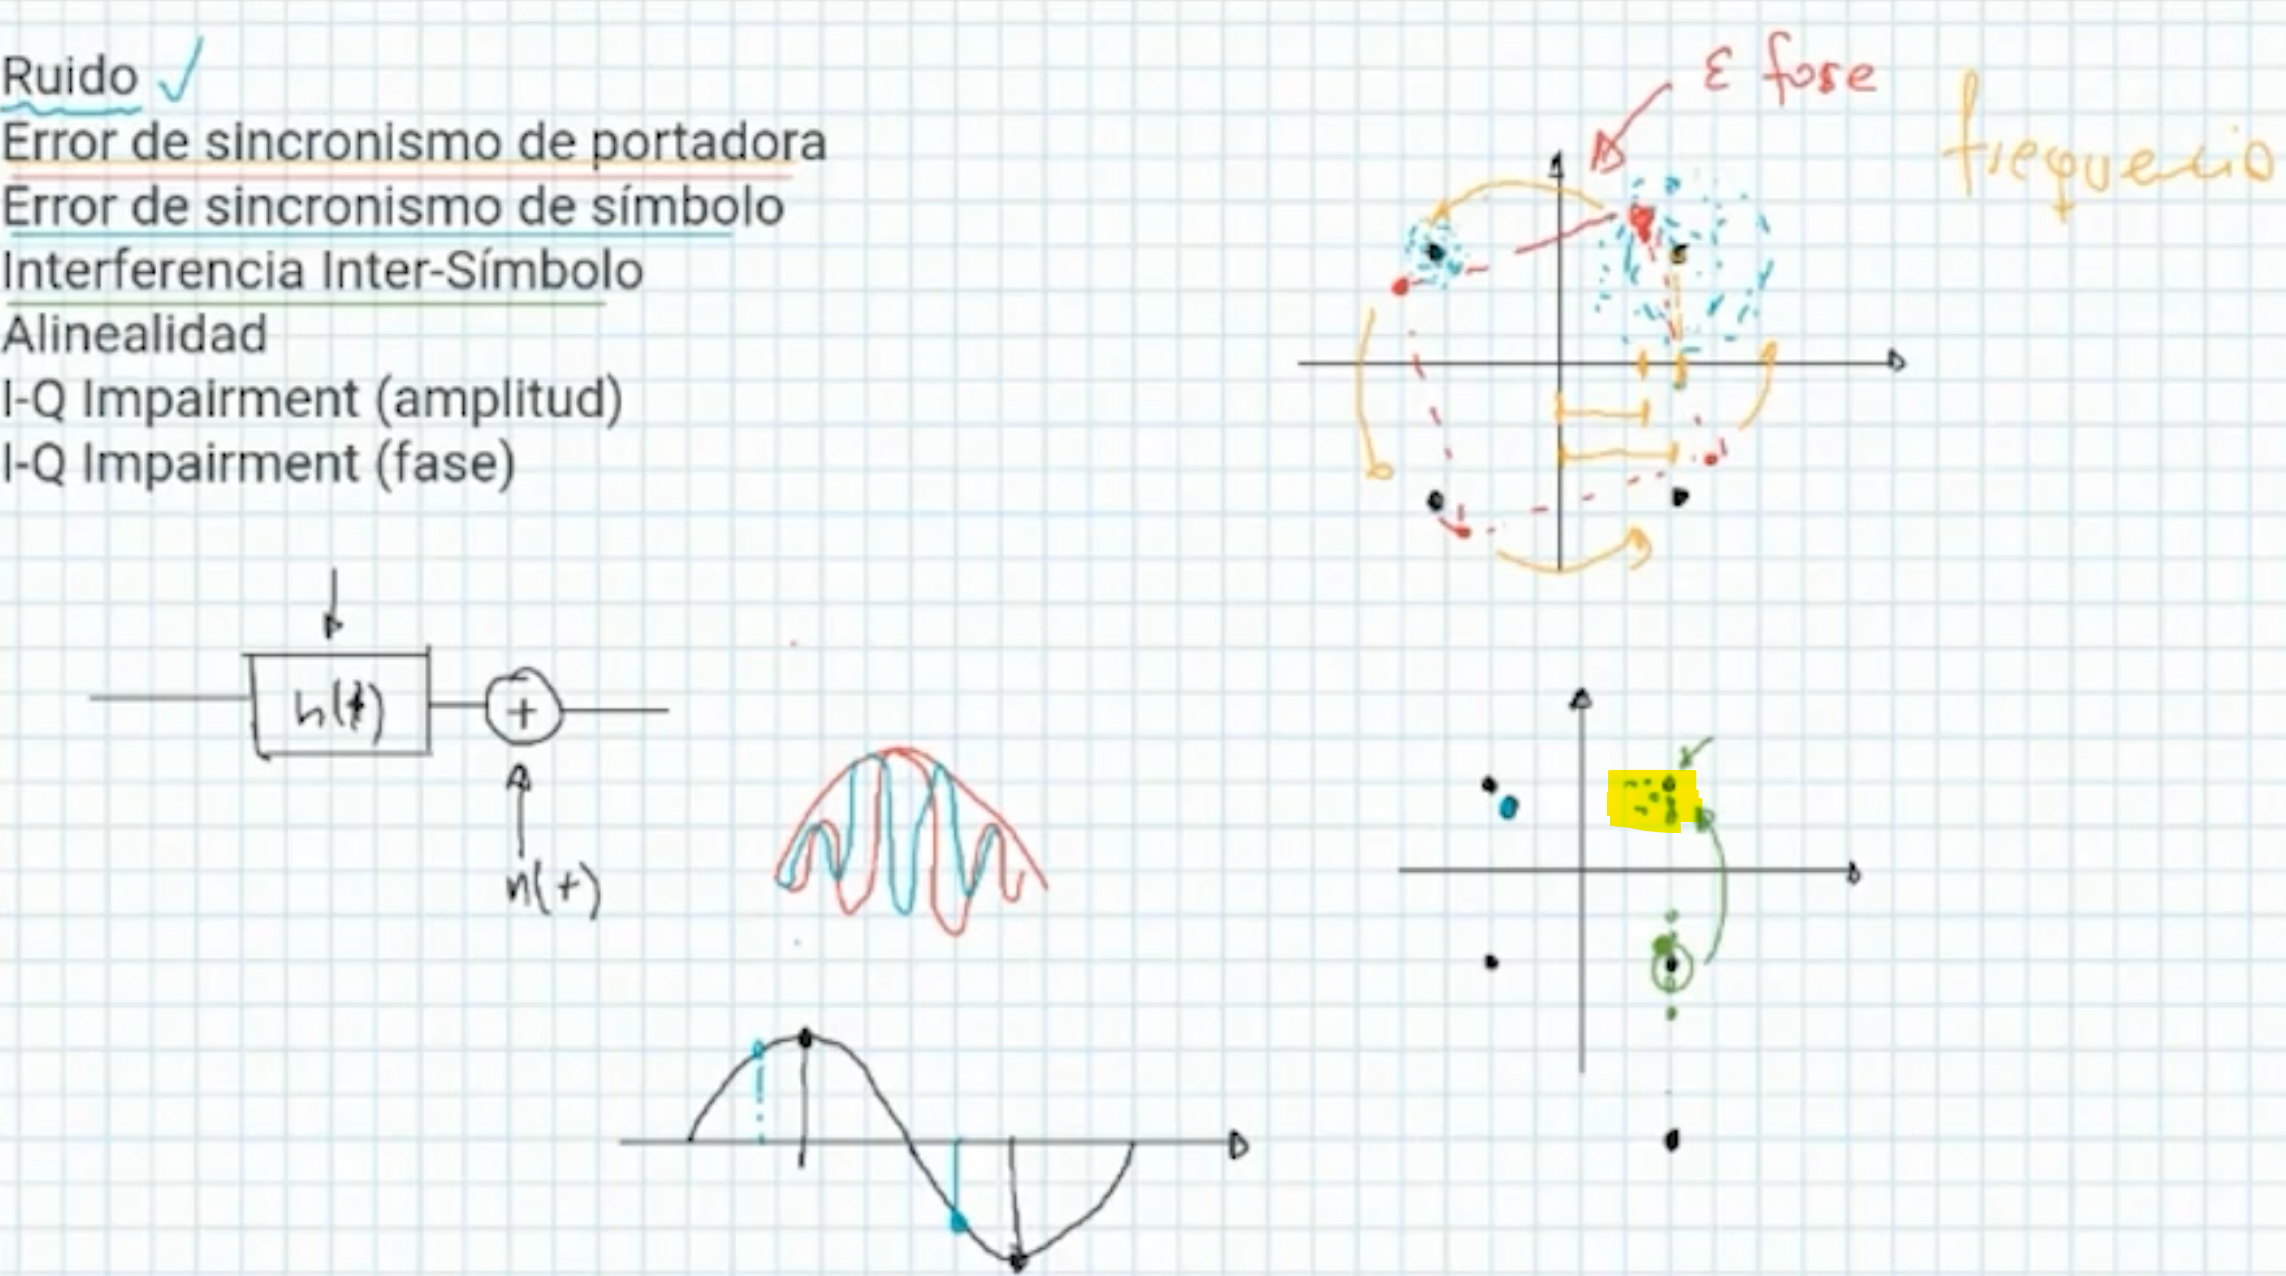 Ruido
Error de sincronismo de portadora
Error de sincronismo de símbolo
Interferencia Inter-Símbolo
Alinealidad
I-Q Impairment (amplitud)
I-Q Impairment (fase)
ε fase
frequencia
h(t)
+
n(t)